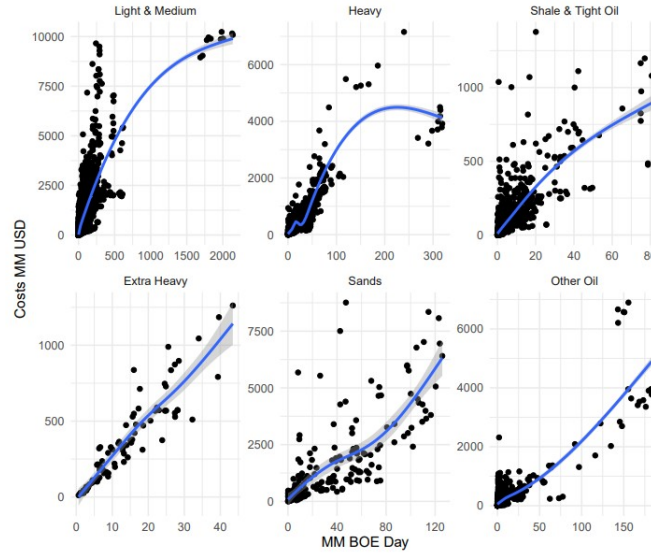 Light & Medium
Heavy
Shale & Tight Oil
10000
7500
5000
2500
0
0 500 1000 1500 2000
6000
4000
2000
0
0 100 200 300
1000
500
0
0 20 40 60 80
Extra Heavy
Sands
Other Oil
1000
500
0
0 10 20 30 40
7500
5000
2500
0
0 40 80 120
6000
4000
2000
0
0 50 100 150
Costs MM USD
MM BOE Day